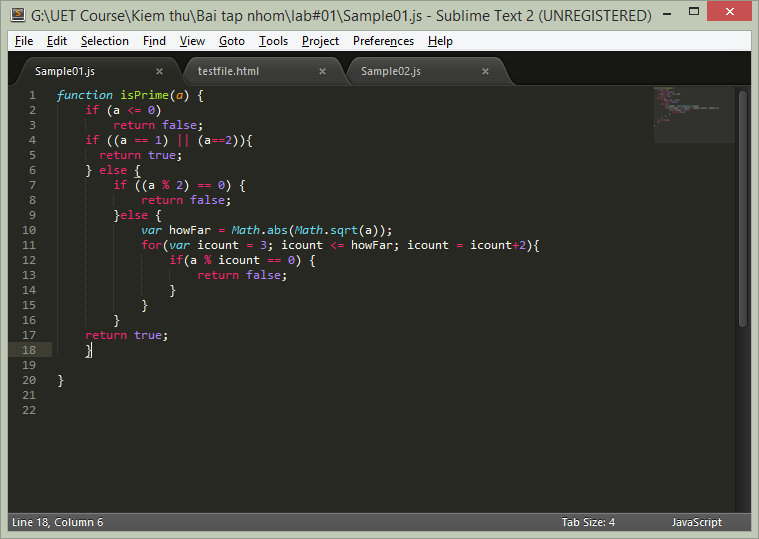 G:\UET Course\Kiem thu\Bai tap nhom\lab#01\Sample01.js - Sublime Text 2 (UNREGISTERED)
File Edit Selection Find View Goto Tools Project Preferences Help
Sample01.js testfile.html Sample02.js
1 function isPrime(a) {
2     if (a <= 0)
3         return false;
4     if ((a == 1) || (a==2)){
5       return true;
6     } else {
7         if ((a % 2) == 0) {
8             return false;
9         }else {
10             var howFar = Math.abs(Math.sqrt(a));
11             for(var icount = 3; icount <= howFar; icount = icount+2){
12                 if(a % icount == 0) {
13                     return false;
14                 }
15             }
16         }
17     return true;
18     }
19
20 }
21
22
Line 18, Column 6 Tab Size: 4 JavaScript